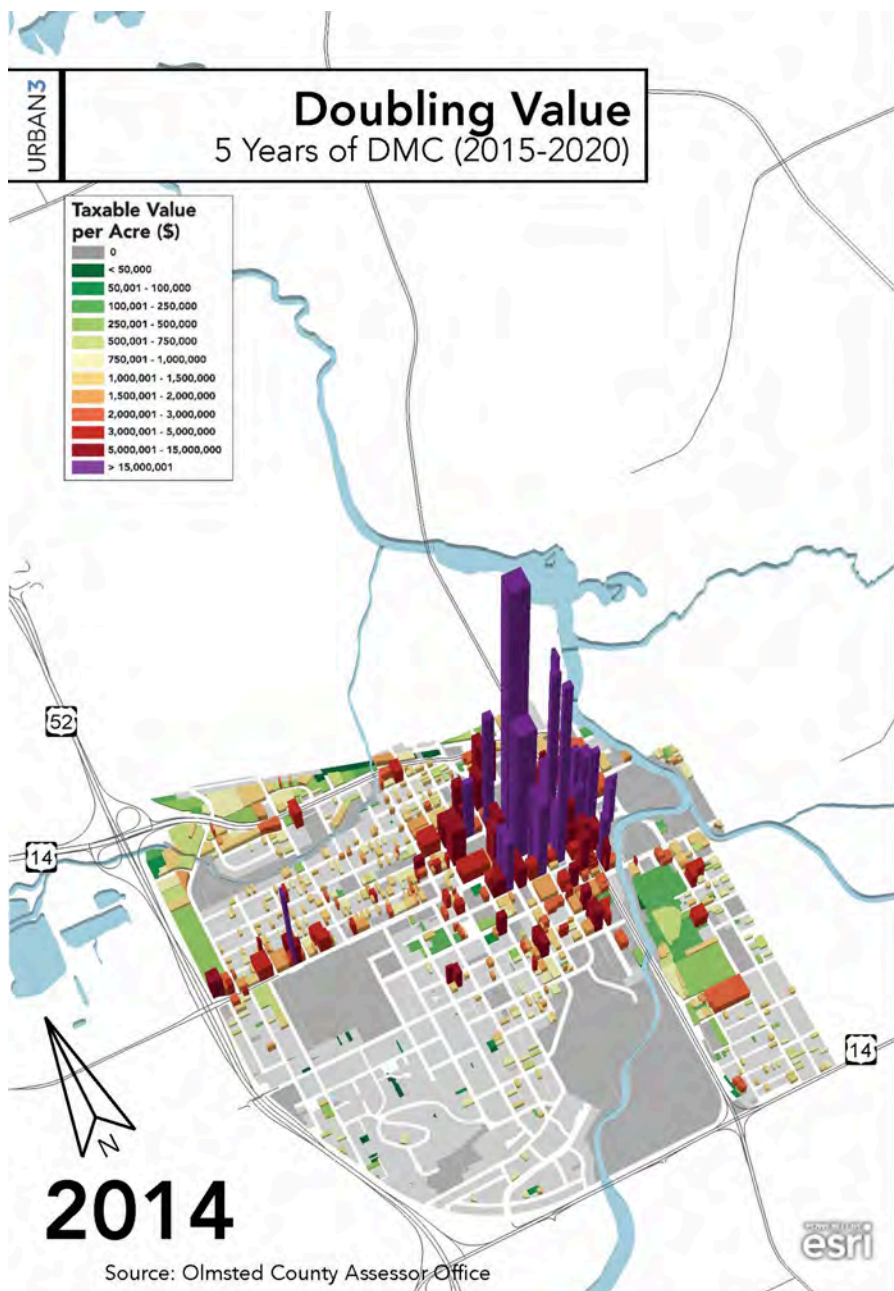 URBAN3
Doubling Value
5 Years of DMC (2015-2020)
Taxable Value
per Acre ($)
0
< 50,000
50,001 - 100,000
100,001 - 250,000
250,001 - 500,000
500,001 - 750,000
750,001 - 1,000,000
1,000,001 - 1,500,000
1,500,001 - 2,000,000
2,000,001 - 3,000,000
3,000,001 - 5,000,000
5,000,001 - 15,000,000
> 15,000,001
52
14
14
N
2014
Source: Olmsted County Assessor Office
esri